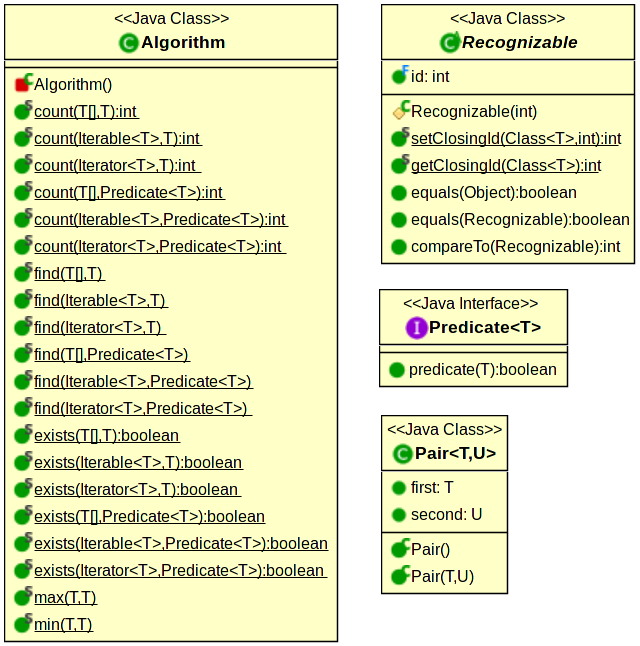 <<Java Class>>
Algorithm
Algorithm()
count(T[],T):int
count(Iterable<T>,T):int
count(Iterator<T>,T):int
count(T[],Predicate<T>):int
count(Iterable<T>,Predicate<T>):int
count(Iterator<T>,Predicate<T>):int
find(T[],T)
find(Iterable<T>,T)
find(Iterator<T>,T)
find(T[],Predicate<T>)
find(Iterable<T>,Predicate<T>)
find(Iterator<T>,Predicate<T>)
exists(T[],T):boolean
exists(Iterable<T>,T):boolean
exists(Iterator<T>,T):boolean
exists(T[],Predicate<T>):boolean
exists(Iterable<T>,Predicate<T>):boolean
exists(Iterator<T>,Predicate<T>):boolean
max(T,T)
min(T,T)
<<Java Class>>
Recognizable
id: int
Recognizable(int)
setClosingId(Class<T>,int):int
getClosingId(Class<T>):int
equals(Object):boolean
equals(Recognizable):boolean
compareTo(Recognizable):int
<<Java Interface>>
Predicate<T>
predicate(T):boolean
<<Java Class>>
Pair<T,U>
first: T
second: U
Pair()
Pair(T,U)